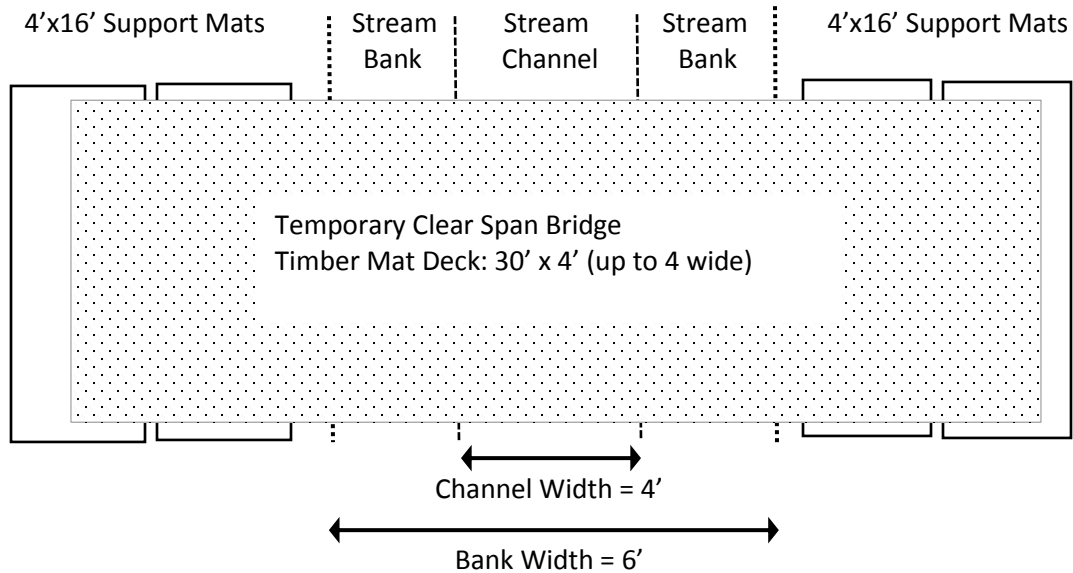 4’x16’ Support Mats
Stream
Bank
Stream
Channel
Stream
Bank
4’x16’ Support Mats
Temporary Clear Span Bridge
Timber Mat Deck: 30’ x 4’ (up to 4 wide)
Channel Width = 4’
Bank Width = 6’